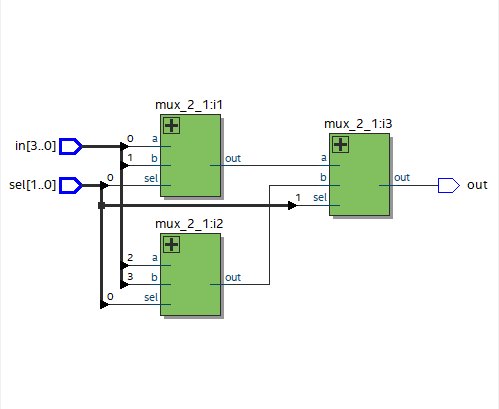 mux_2_1:i1
mux_2_1:i3
in[3..0]
0 a
1 b out
a
sel[1..0]
0 sel
b out
out
1 sel
mux_2_1:i2
2 a
3 b out
0 sel